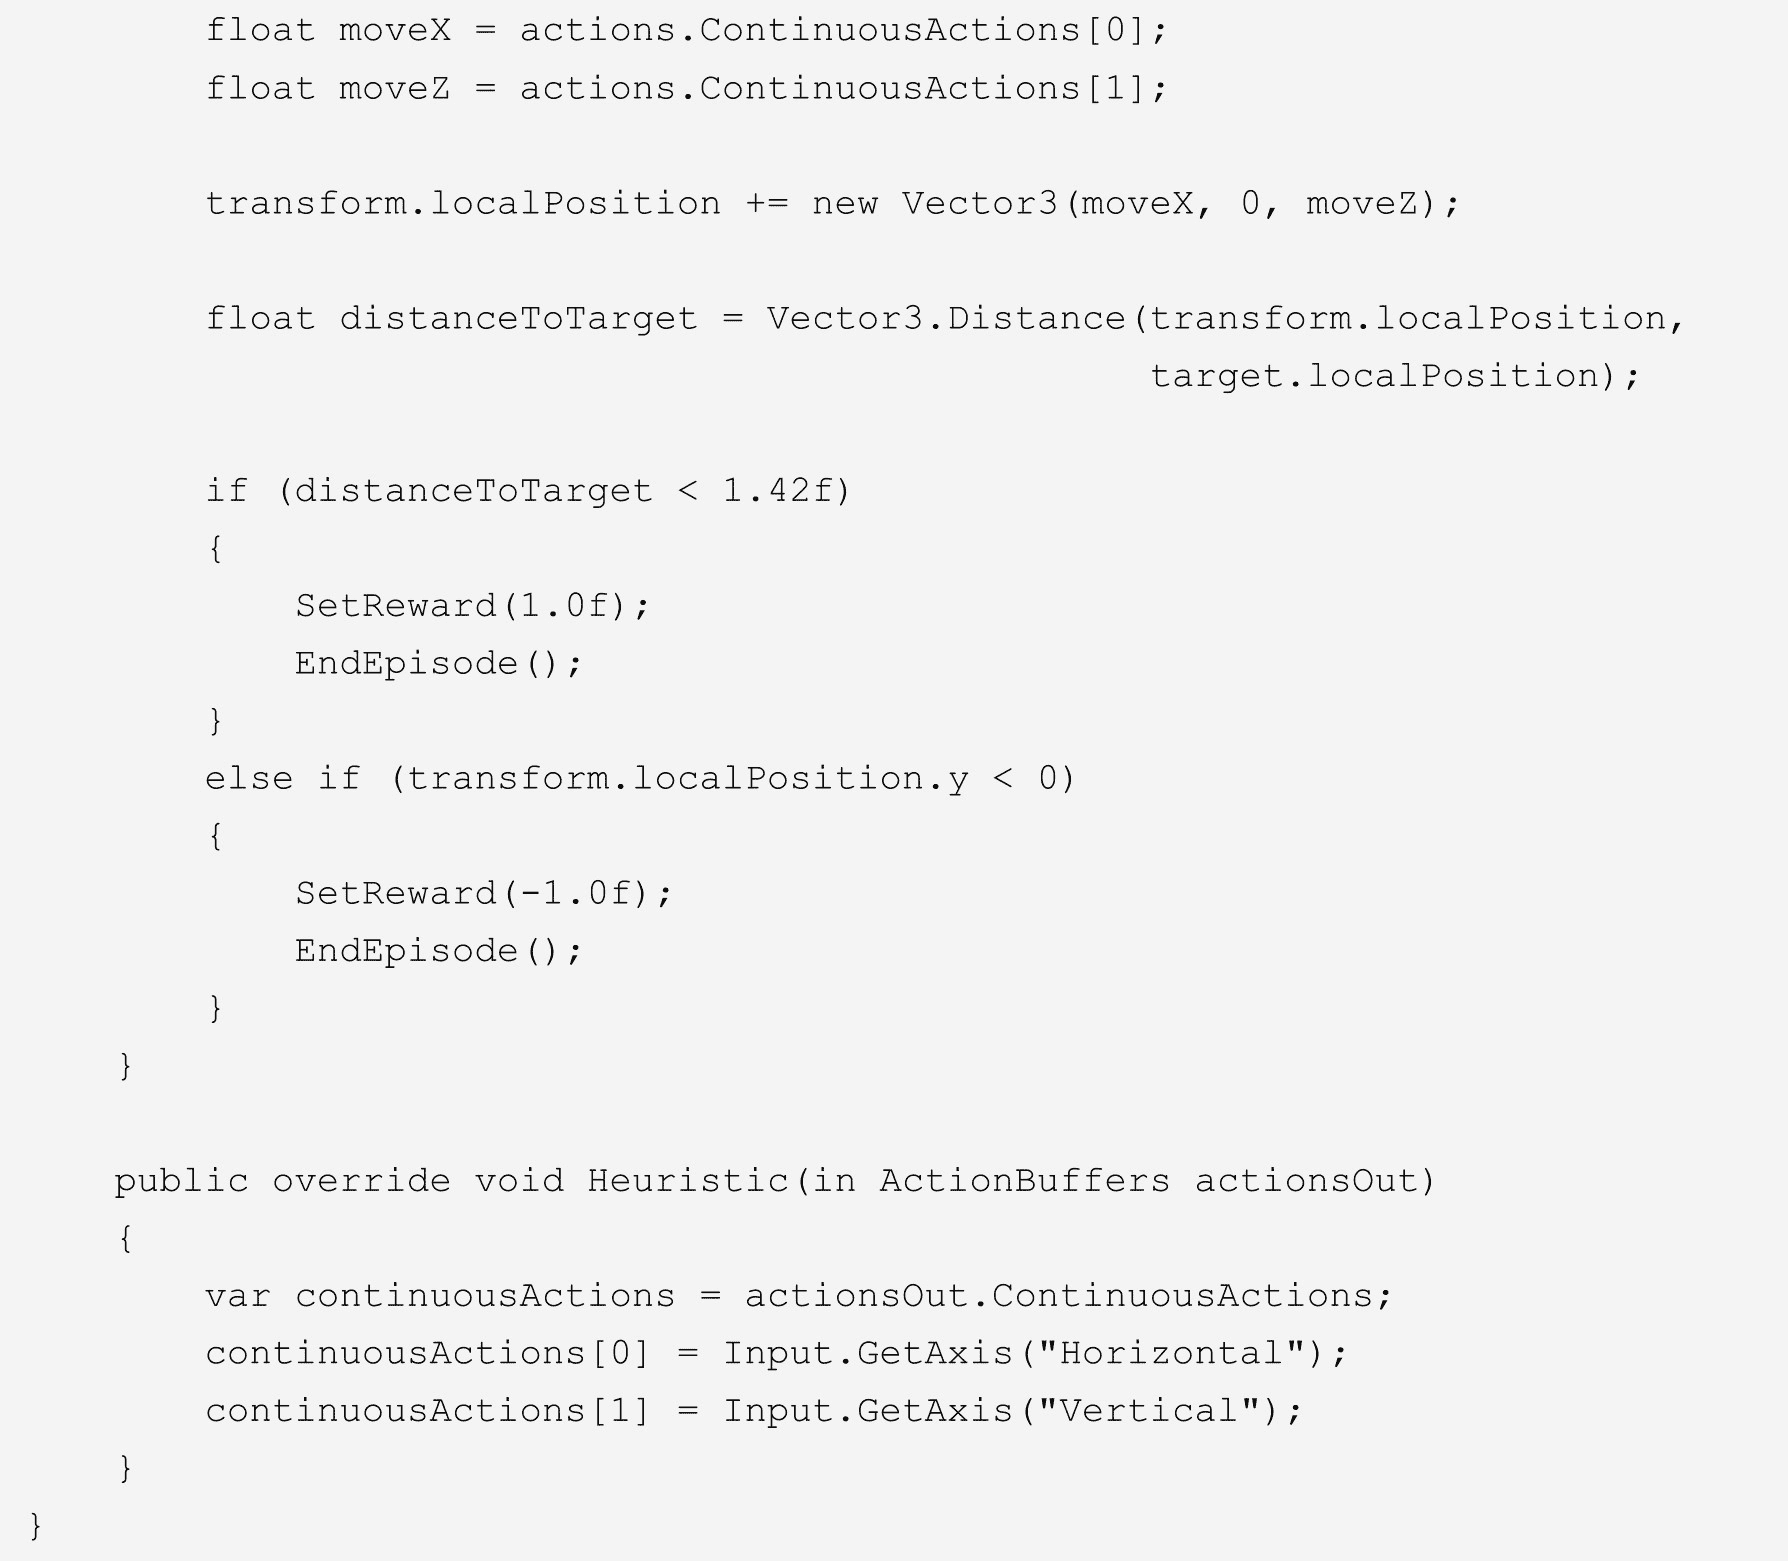 float moveX = actions.ContinuousActions[0];
float moveZ = actions.ContinuousActions[1];
transform.localPosition += new Vector3(moveX, 0, moveZ);
float distanceToTarget = Vector3.Distance(transform.localPosition,
target.localPosition);
if (distanceToTarget < 1.42f)
{
SetReward(1.0f);
EndEpisode();
}
else if (transform.localPosition.y < 0)
{
SetReward(-1.0f);
EndEpisode();
}
}
public override void Heuristic(in ActionBuffers actionsOut)
{
var continuousActions = actionsOut.ContinuousActions;
continuousActions[0] = Input.GetAxis("Horizontal");
continuousActions[1] = Input.GetAxis("Vertical");
}
}